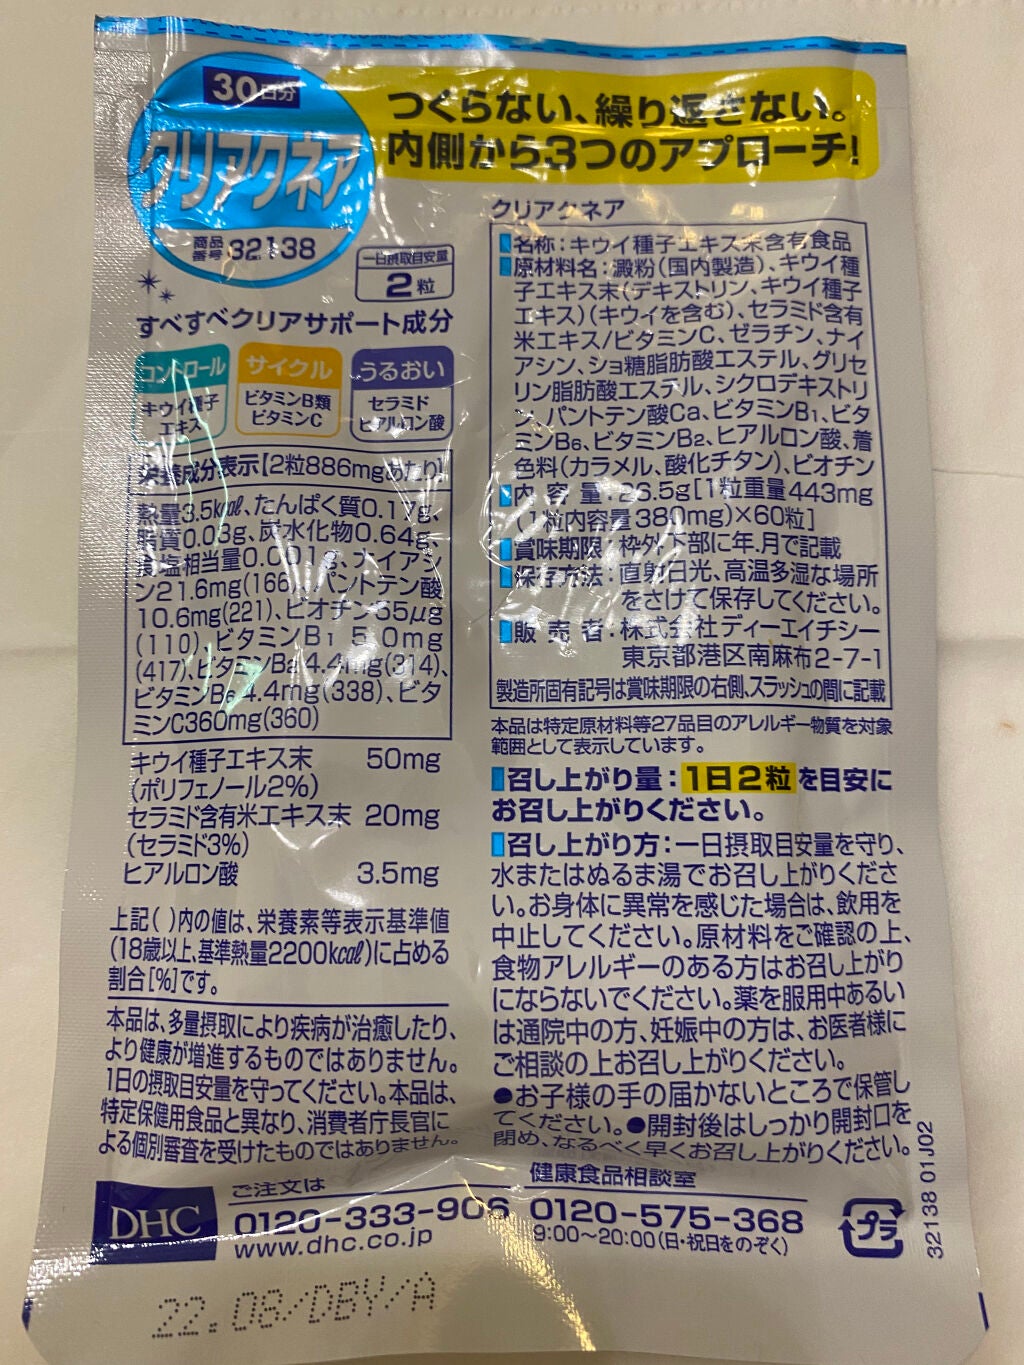 30日分
クリアクネア
商品番号 32138
つくらない、繰り返さない。
内側から3つのアプローチ!
一日摂取目安量
2粒
すべすべクリアサポート成分
コントロール
キウイ種子
エキス
サイクル
ビタミンB類
ビタミンC
うるおい
セラミド
ヒアルロン酸
栄養成分表示[2粒886mgあたり]
熱量3.5kcal、たんぱく質0.17g、
脂質0.03g、炭水化物0.64g、
食塩相当量0.001g、ナイアシ
ン21.6mg(166)、パントテン酸
10.6mg(221)、ビオチン55μg
(110)、ビタミンB1 5.0mg
(417)、ビタミンB2 4.4mg(314)、
ビタミンB6 4.4mg(338)、ビタ
ミンC360mg(360)
キウイ種子エキス末 50mg
(ポリフェノール2%)
セラミド含有米エキス末 20mg
(セラミド3%)
ヒアルロン酸 3.5mg
上記( )内の値は、栄養素等表示基準値
(18歳以上、基準熱量2200kcal)に占める
割合[%]です。
本品は、多量摂取により疾病が治癒したり、
より健康が増進するものではありません。
1日の摂取目安量を守ってください。本品は、
特定保健用食品と異なり、消費者庁長官に
よる個別審査を受けたものではありません。
クリアクネア
名称:キウイ種子エキス末含有食品
原材料名:澱粉(国内製造)、キウイ種
子エキス末(デキストリン、キウイ種子
エキス)(キウイを含む)、セラミド含有
米エキス/ビタミンC、ゼラチン、ナイ
アシン、ショ糖脂肪酸エステル、グリセ
リン脂肪酸エステル、シクロデキストリ
ン、パントテン酸Ca、ビタミンB1、ビタ
ミンB6、ビタミンB2、ヒアルロン酸、着
色料(カラメル、酸化チタン)、ビオチン
内容量:26.5g[1粒重量443mg
(1粒内容量380mg)×60粒]
賞味期限:枠外下部に年.月で記載
保存方法:直射日光、高温多湿な場所
をさけて保存してください。
販売者:株式会社ディーエイチシー
東京都港区南麻布2-7-1
製造所固有記号は賞味期限の右側、スラッシュの間に記載
本品は特定原材料等27品目のアレルギー物質を対象
範囲として表示しています。
召し上がり量:1日2粒を目安に
お召し上がりください。
召し上がり方:一日摂取目安量を守り、
水またはぬるま湯でお召し上がりくださ
い。お身体に異常を感じた場合は、飲用を
中止してください。原材料をご確認の上、
食物アレルギーのある方はお召し上がり
にならないでください。薬を服用中あるい
は通院中の方、妊娠中の方は、お医者様に
ご相談の上お召し上がりください。
●お子様の手の届かないところで保管し
てください。●開封後はしっかり開封口を
閉め、なるべく早くお召し上がりください。
DHC
ご注文は
0120-333-906
www.dhc.co.jp
健康食品相談室
0120-575-368
9:00〜20:00(日・祝日をのぞく)
プラ
32138 01J02
22.08/DBY/A